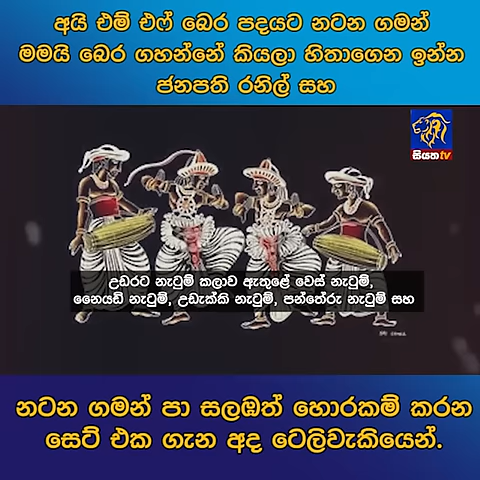 අයි එම් එෆ් බෙර පදයට නටන ගමන්
මමයි බෙර ගහන්නේ කියලා හිතාගෙන ඉන්න
ජනපති රනිල් සහ
සියත tv
උඩරට නැටුම් කලාව ඇතුළේ වෙස් නැටුම්,
නෛයඩි නැටුම්, උඩැක්කි නැටුම්, පන්තේරු නැටුම් සහ
නටන ගමන් පා සලඹත් හොරකම් කරන
සෙට් එක ගැන අද ටෙලිවැකියෙන්.